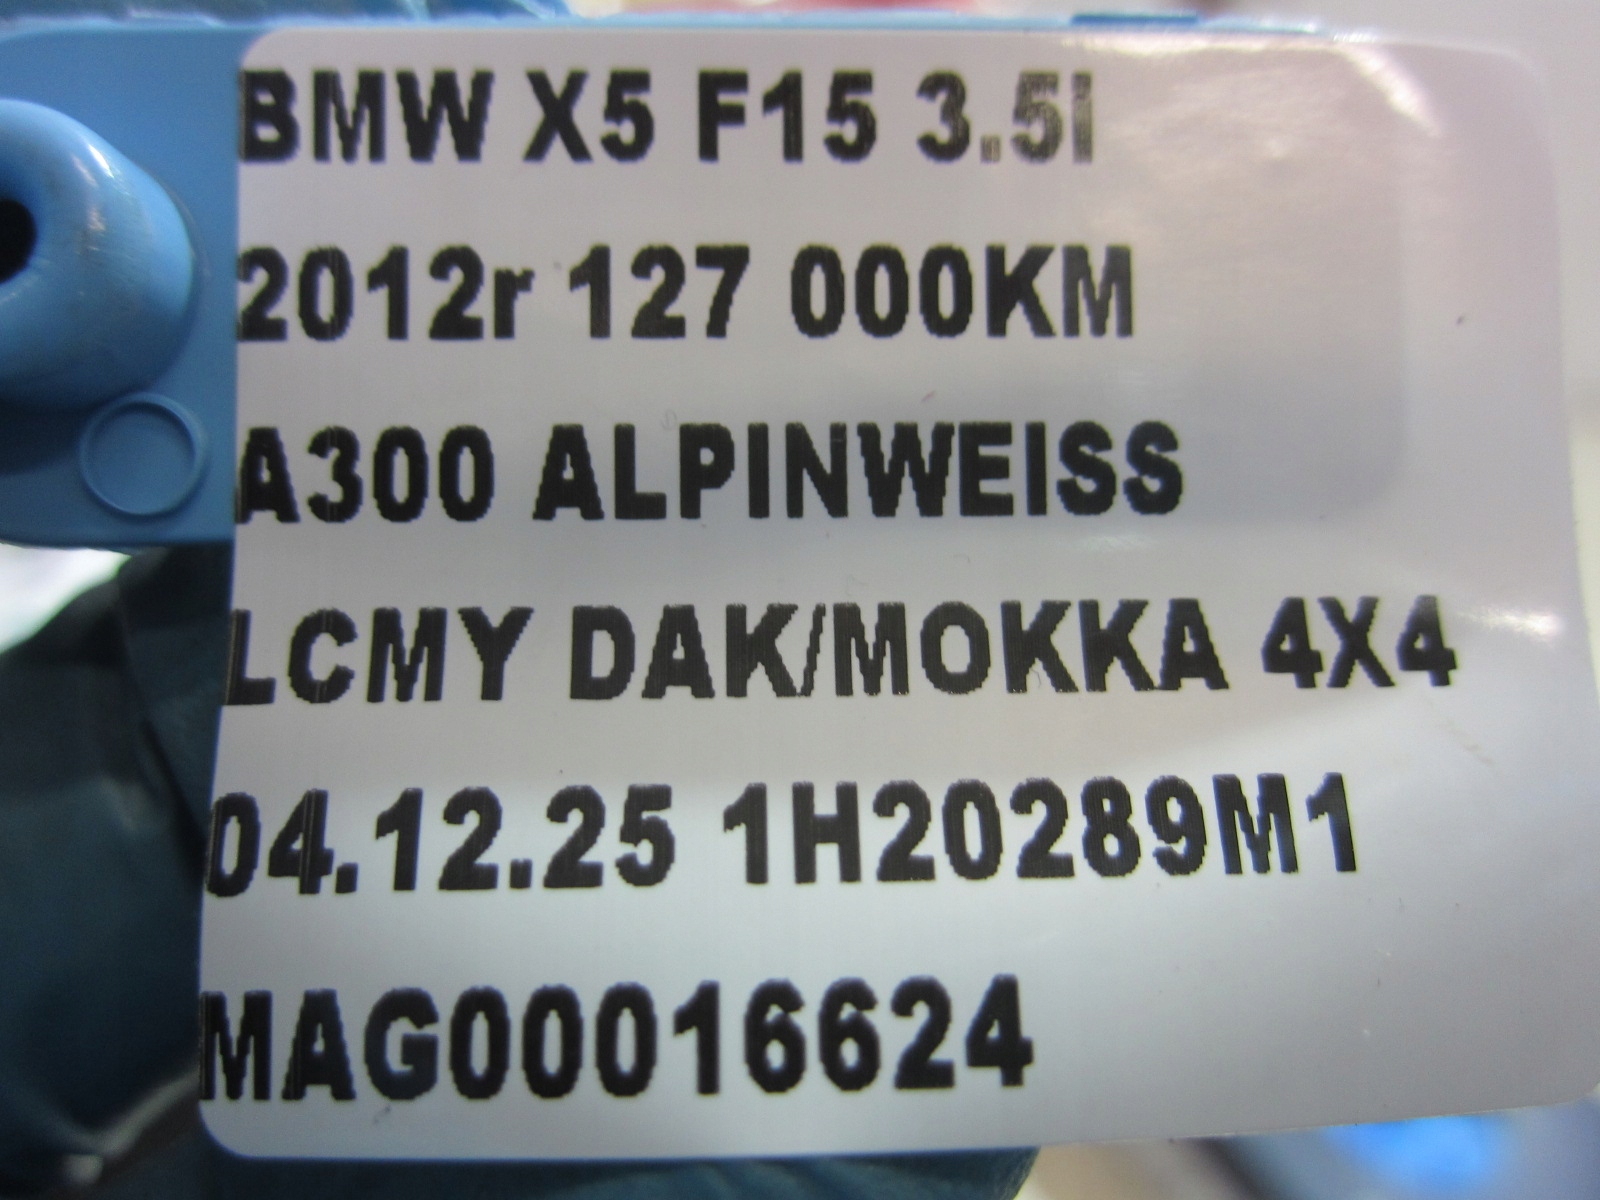 BMW X5 F15 3.5I
2012r 127 000KM
A300 ALPINWEISS
LCMY DAK/MOKKA 4X4
04.12.25 1H20289M1
MAG00016624